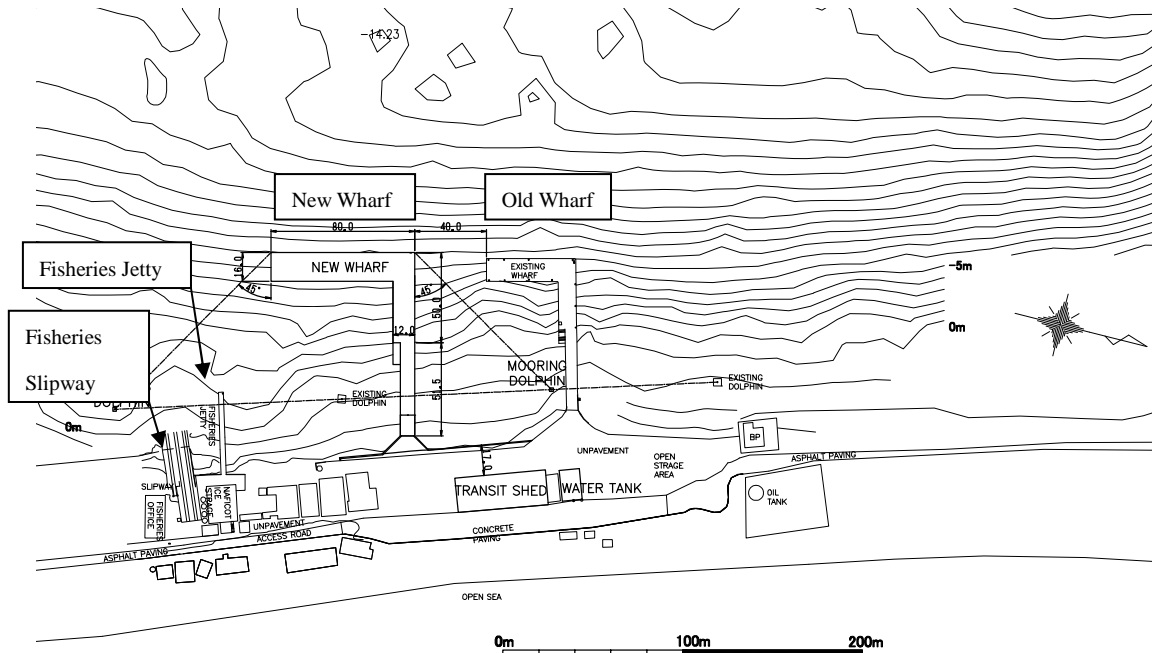 -14.23
New Wharf
Old Wharf
80.0
40.0
Fisheries Jetty
16.0
NEW WHARF
EXISTING
WHARF
-5m
45°
45°
50.0
Fisheries
Slipway
12.0
0m
MOORING
DOLPHIN
51.5
EXISTING
DOLPHIN
EXISTING
DOLPHIN
DOLPHIN
0m
FISHERIES
JETTY
17.0
UNPAVEMENT
BP
OPEN
STRAGE
AREA
ASPHALT PAVING
SLIPWAY
NAFICOT
ICE
STRAGE
TRANSIT SHED
WATER TANK
OIL
TANK
FISHERIES
OFFICE
UNPAVEMENT
ACCESS ROAD
CONCRETE
PAVING
ASPHALT PAVING
OPEN SEA
0m
100m
200m